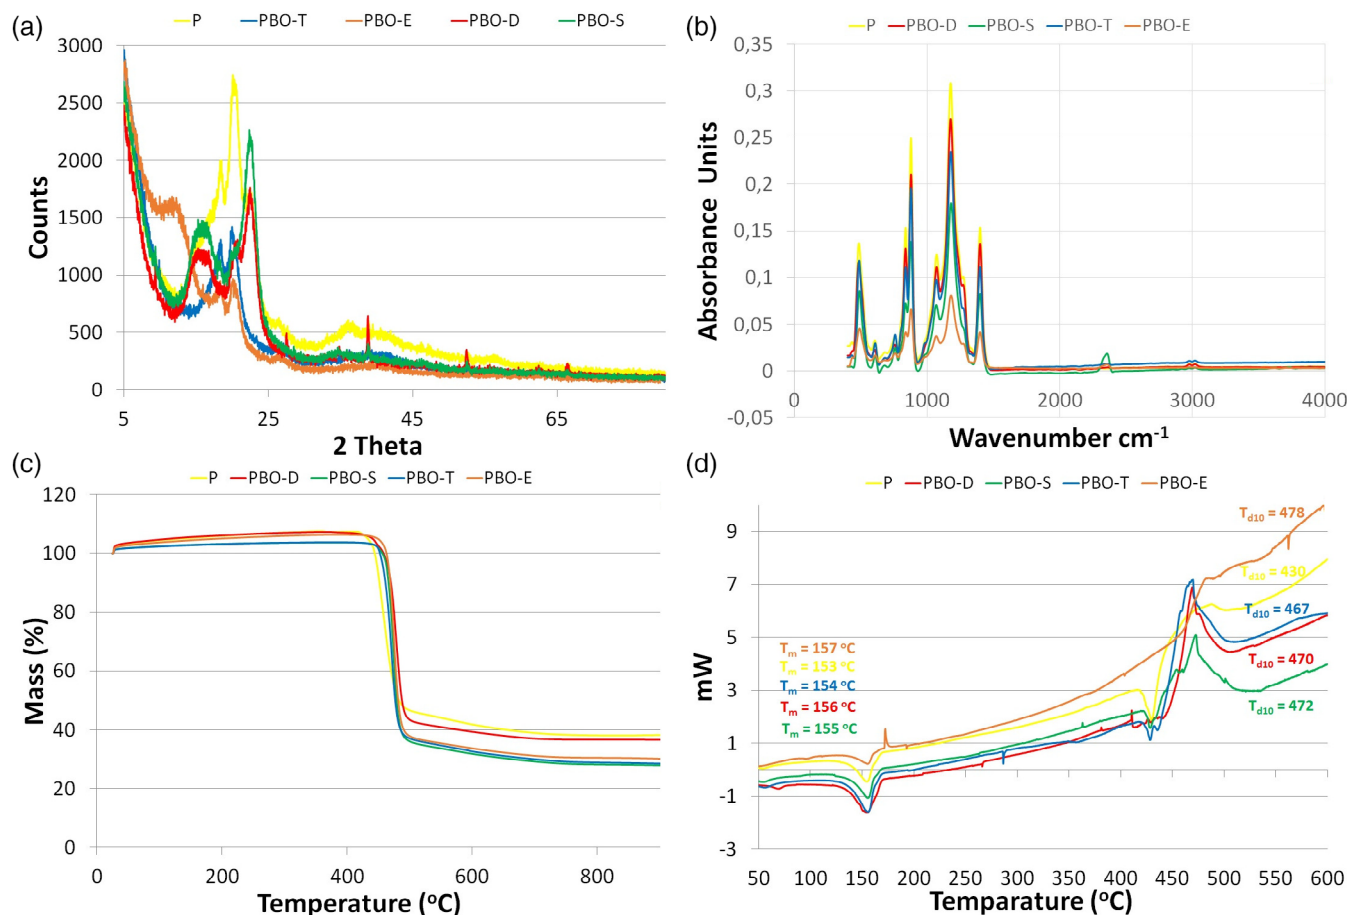 (a)
P PBO-T PBO-E PBO-D PBO-S
3000
2500
2000
1500
1000
500
0
Counts
5 25 45 65
2 Theta
(b)
P PBO-D PBO-S PBO-T PBO-E
0,35
0,3
0,25
0,2
0,15
0,1
0,05
0
-0,05
Absorbance Units
0 1000 2000 3000 4000
Wavenumber cm-1
(c)
P PBO-D PBO-S PBO-T PBO-E
120
100
80
60
40
20
0
Mass (%)
0 200 400 600 800
Temperature (oC)
(d)
P PBO-D PBO-S PBO-T PBO-E
9
7
5
3
1
-1
-3
mW
Td10 = 478
Td10 = 430
Td10 = 467
Td10 = 470
Td10 = 472
Tm = 157 oC
Tm = 153 oC
Tm = 154 oC
Tm = 156 oC
Tm = 155 oC
50 100 150 200 250 300 350 400 450 500 550 600
Temparature (oC)